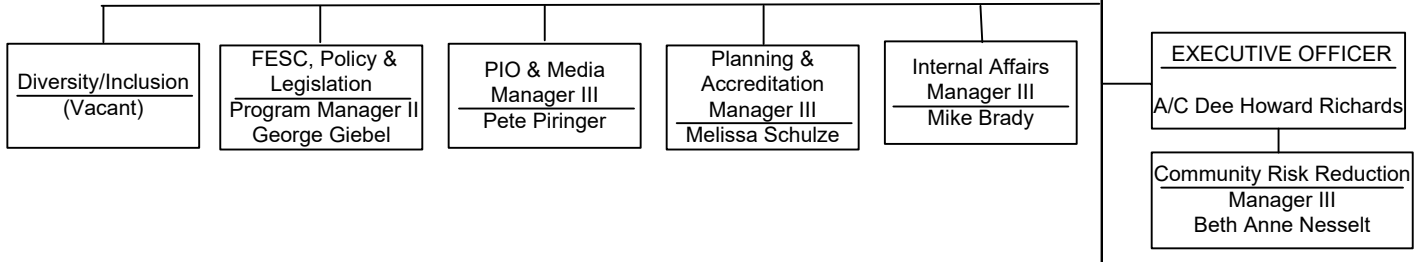 Diversity/Inclusion
(Vacant)
FESC, Policy &
Legislation
Program Manager II
George Giebel
PIO & Media
Manager III
Pete Piringer
Planning &
Accreditation
Manager III
Melissa Schulze
Internal Affairs
Manager III
Mike Brady
EXECUTIVE OFFICER
A/C Dee Howard Richards
Community Risk Reduction
Manager III
Beth Anne Nesselt